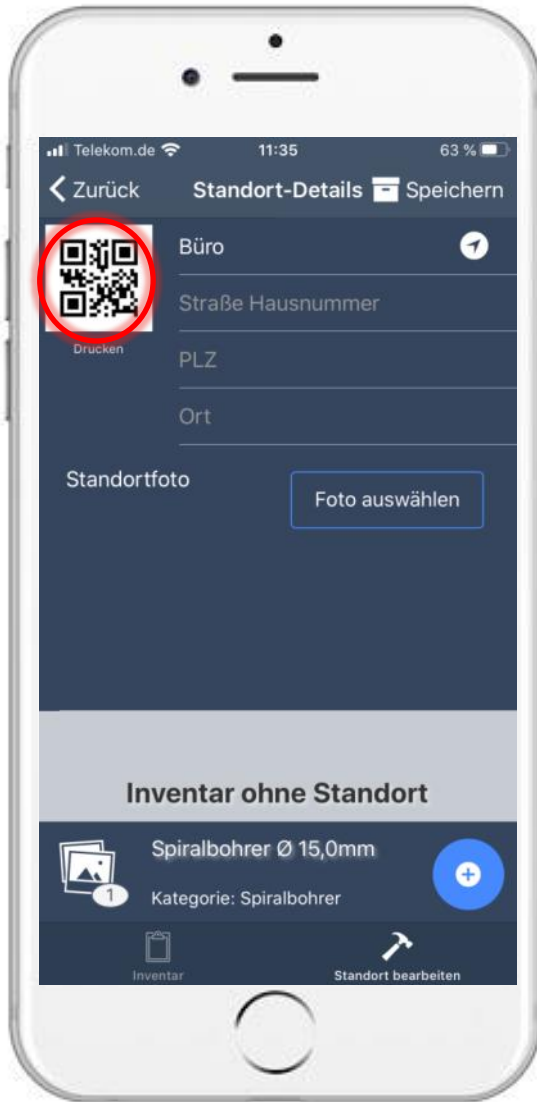 Telekom.de 11:35 63 %
Zurück Standort-Details Speichern
Büro
Straße Hausnummer
Drucken
PLZ
Ort
Standortfoto
Foto auswählen
Inventar ohne Standort
Spiralbohrer Ø 15,0mm
1
Kategorie: Spiralbohrer
Inventar Standort bearbeiten